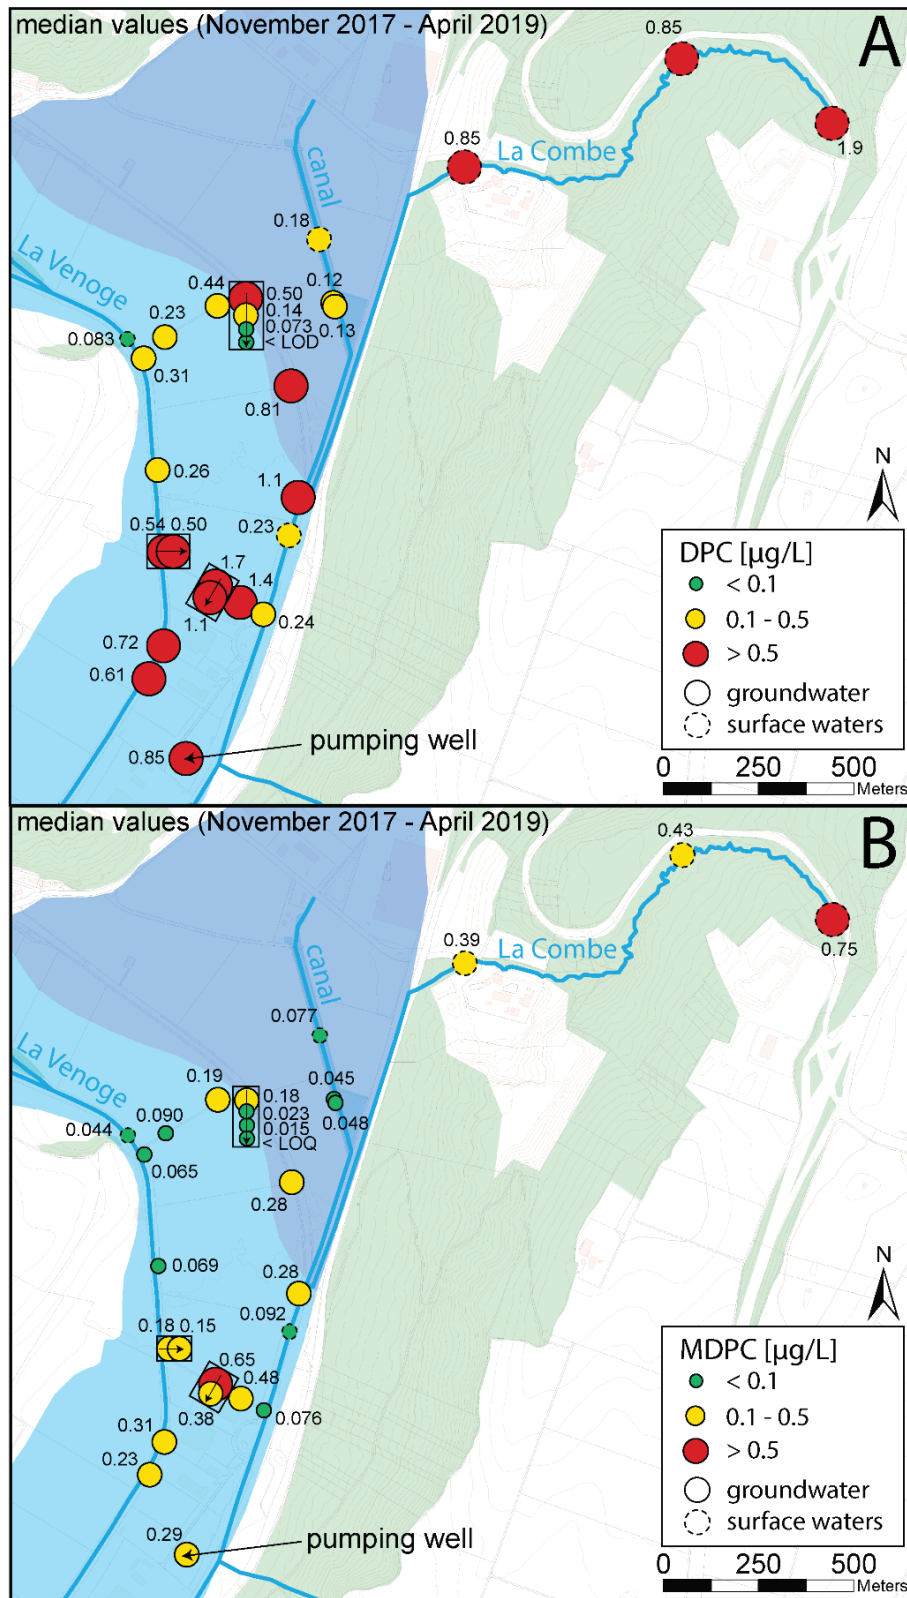 median values (November 2017 - April 2019)
A
0.85
0.85
La Combe
1.9
canal
0.18
La Venoge
0.44
0.50
0.12
0.23
0.14
0.083
0.073
0.13
< LOD
0.31
0.81
0.26
1.1
N
0.54 0.50
0.23
1.7
1.4
1.1
0.24
0.72
0.61
0.85
pumping well
DPC [µg/L]
< 0.1
0.1 - 0.5
> 0.5
groundwater
surface waters
0 250 500
Meters
median values (November 2017 - April 2019)
B
0.43
0.39
La Combe
0.75
canal
0.077
La Venoge
0.19
0.18
0.045
0.023
0.048
0.090
0.015
0.044
< LOQ
0.065
0.28
0.069
0.28
N
0.092
0.18 0.15
0.65
0.48
0.38
0.076
0.31
0.23
0.29
pumping well
MDPC [µg/L]
< 0.1
0.1 - 0.5
> 0.5
groundwater
surface waters
0 250 500
Meters